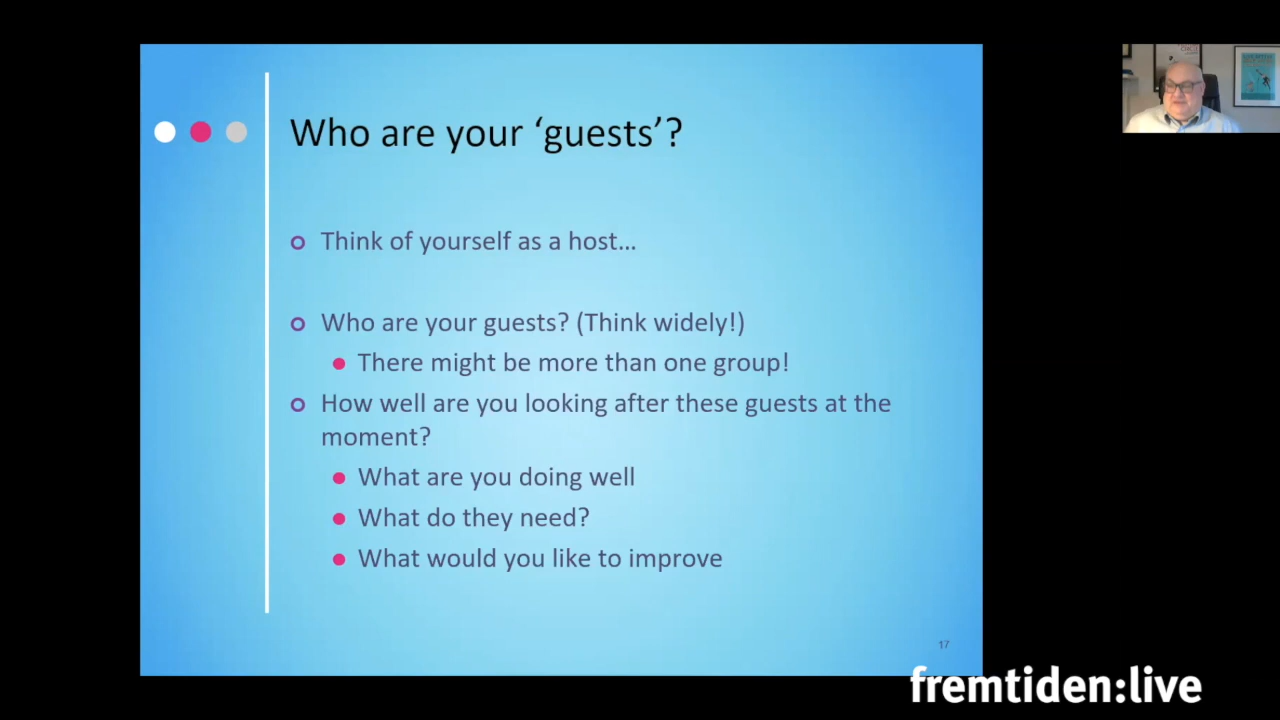 Who are your ‘guests’?
Think of yourself as a host…
Who are your guests? (Think widely!)
There might be more than one group!
How well are you looking after these guests at the
moment?
What are you doing well
What do they need?
What would you like to improve
17
fremtiden:live